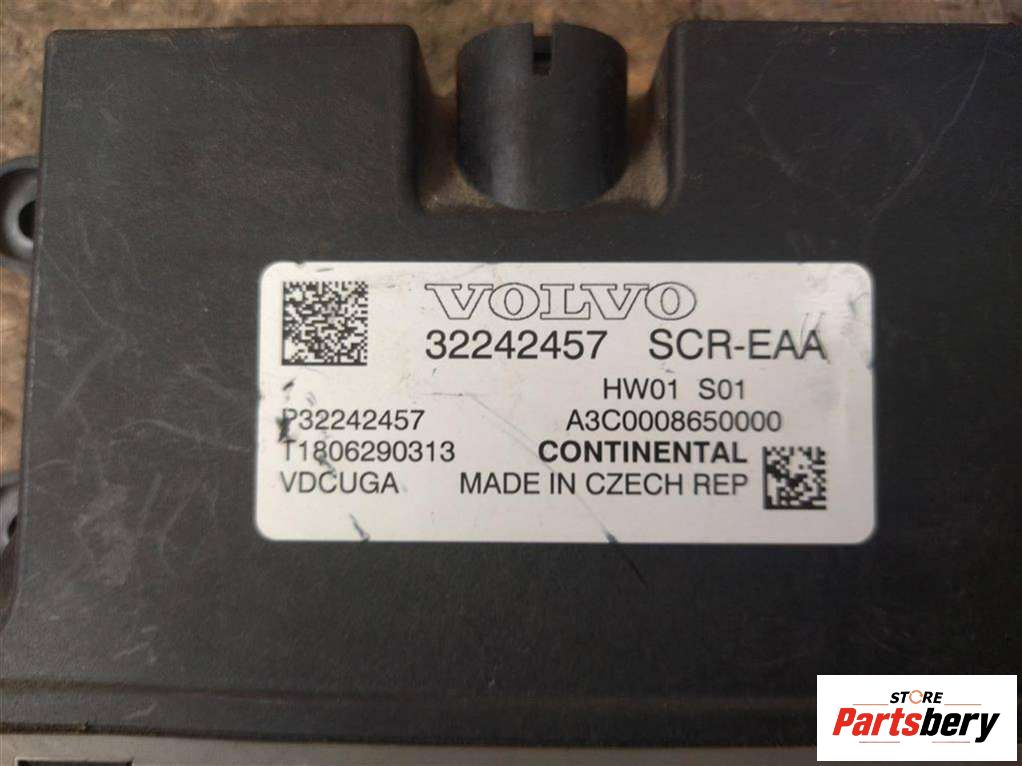 VOLVO
32242457 SCR-EAA
HW01 S01
P32242457 A3C0008650000
T1806290313 CONTINENTAL
VDCUGA MADE IN CZECH REP
STORE
Partsbery